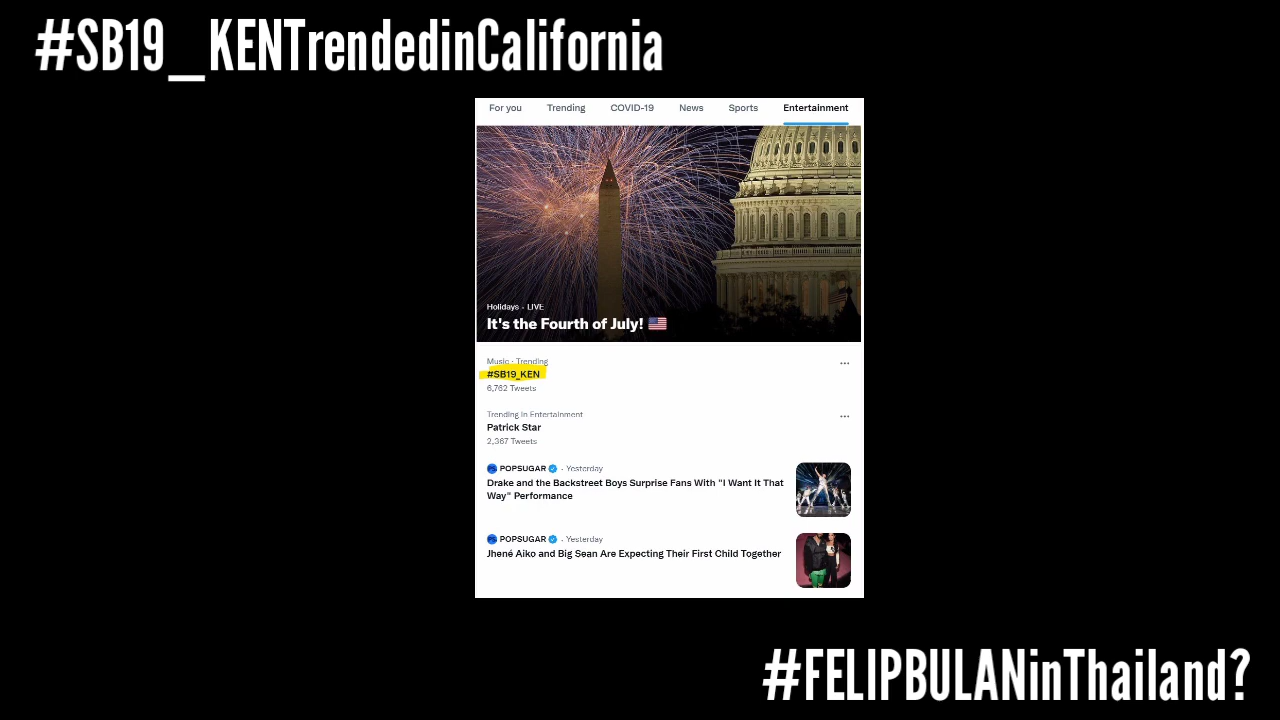 #SB19_KENTrendedinCalifornia
For you Trending COVID-19 News Sports Entertainment
Holidays · LIVE
It's the Fourth of July! 🇺🇸
Music · Trending
#SB19_KEN
6,762 Tweets
Trending in Entertainment
Patrick Star
2,367 Tweets
POPSUGAR · Yesterday
Drake and the Backstreet Boys Surprise Fans With "I Want It That
Way" Performance
POPSUGAR · Yesterday
Jhené Aiko and Big Sean Are Expecting Their First Child Together
#FELIPBULANinThailand?